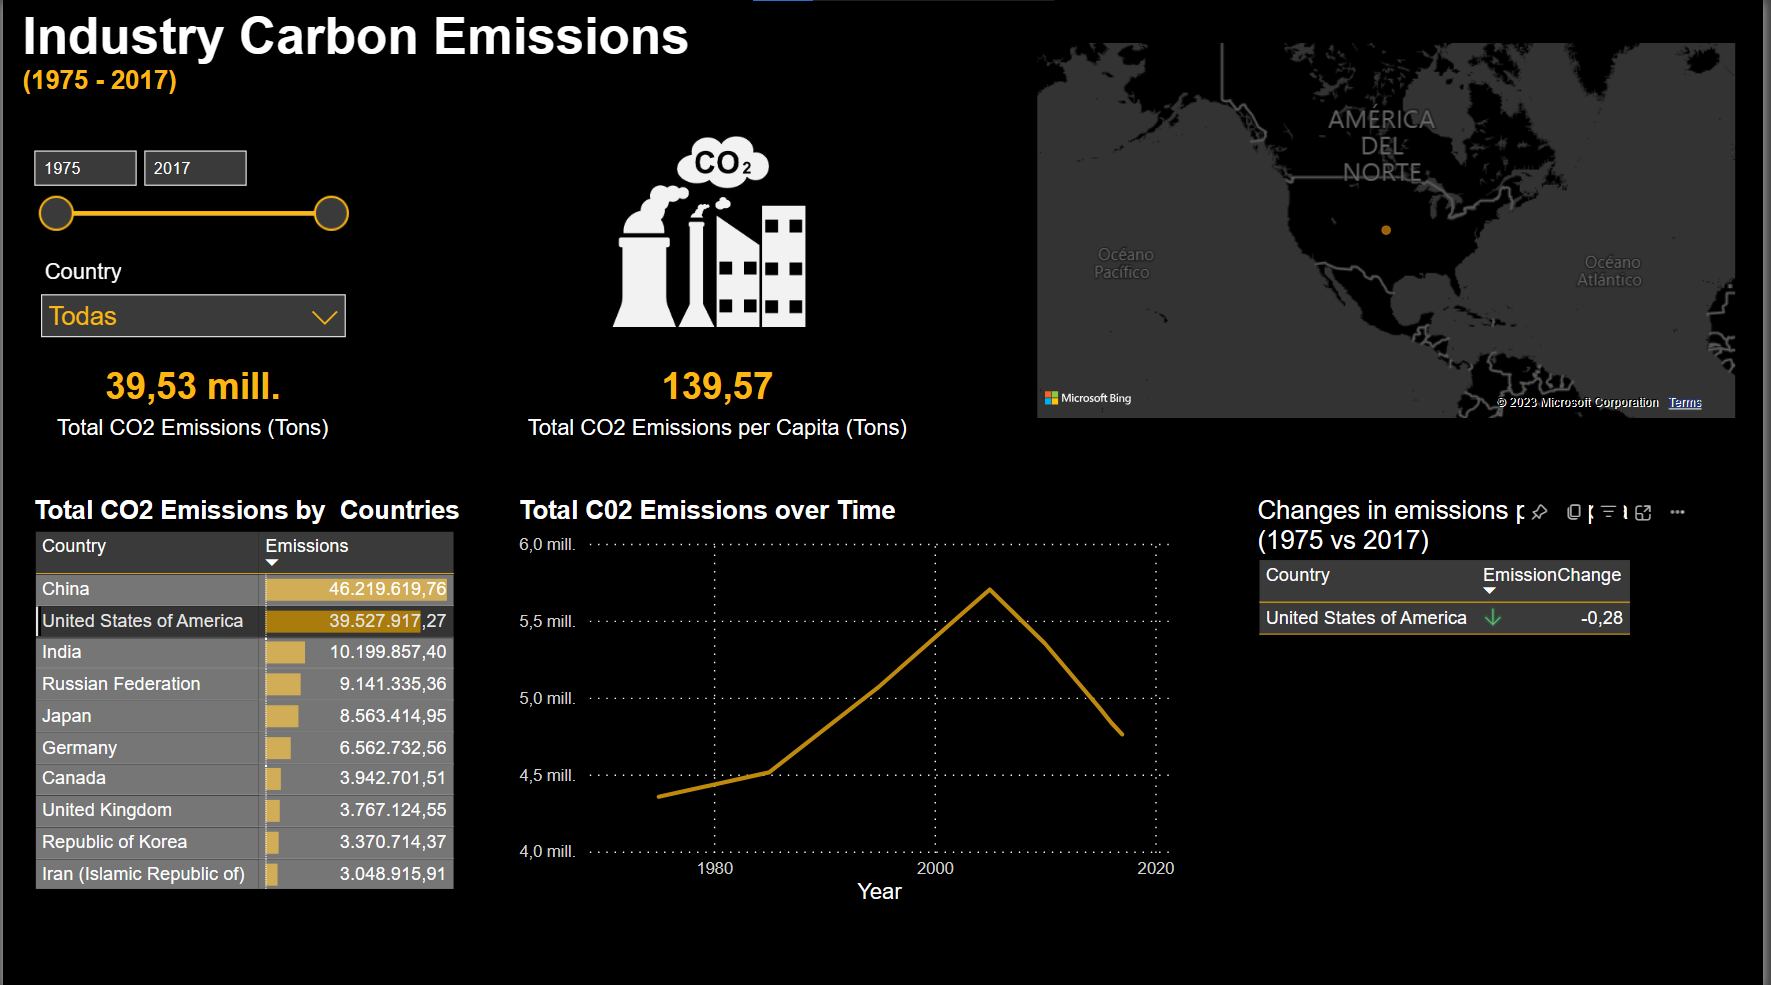 Industry Carbon Emissions
(1975 - 2017)
1975 2017
Country
Todas
39,53 mill.
Total CO2 Emissions (Tons)
CO2
139,57
Total CO2 Emissions per Capita (Tons)
AMÉRICA
DEL
NORTE
Océano
Pacífico
Océano
Atlántico
Microsoft Bing
© 2023 Microsoft Corporation Terms
Total CO2 Emissions by Countries
Country Emissions
China 46.219.619,76
United States of America 39.527.917,27
India 10.199.857,40
Russian Federation 9.141.335,36
Japan 8.563.414,95
Germany 6.562.732,56
Canada 3.942.701,51
United Kingdom 3.767.124,55
Republic of Korea 3.370.714,37
Iran (Islamic Republic of) 3.048.915,91
Total C02 Emissions over Time
6,0 mill.
5,5 mill.
5,0 mill.
4,5 mill.
4,0 mill.
1980 2000 2020
Year
Changes in emissions
(1975 vs 2017)
Country EmissionChange
United States of America -0,28